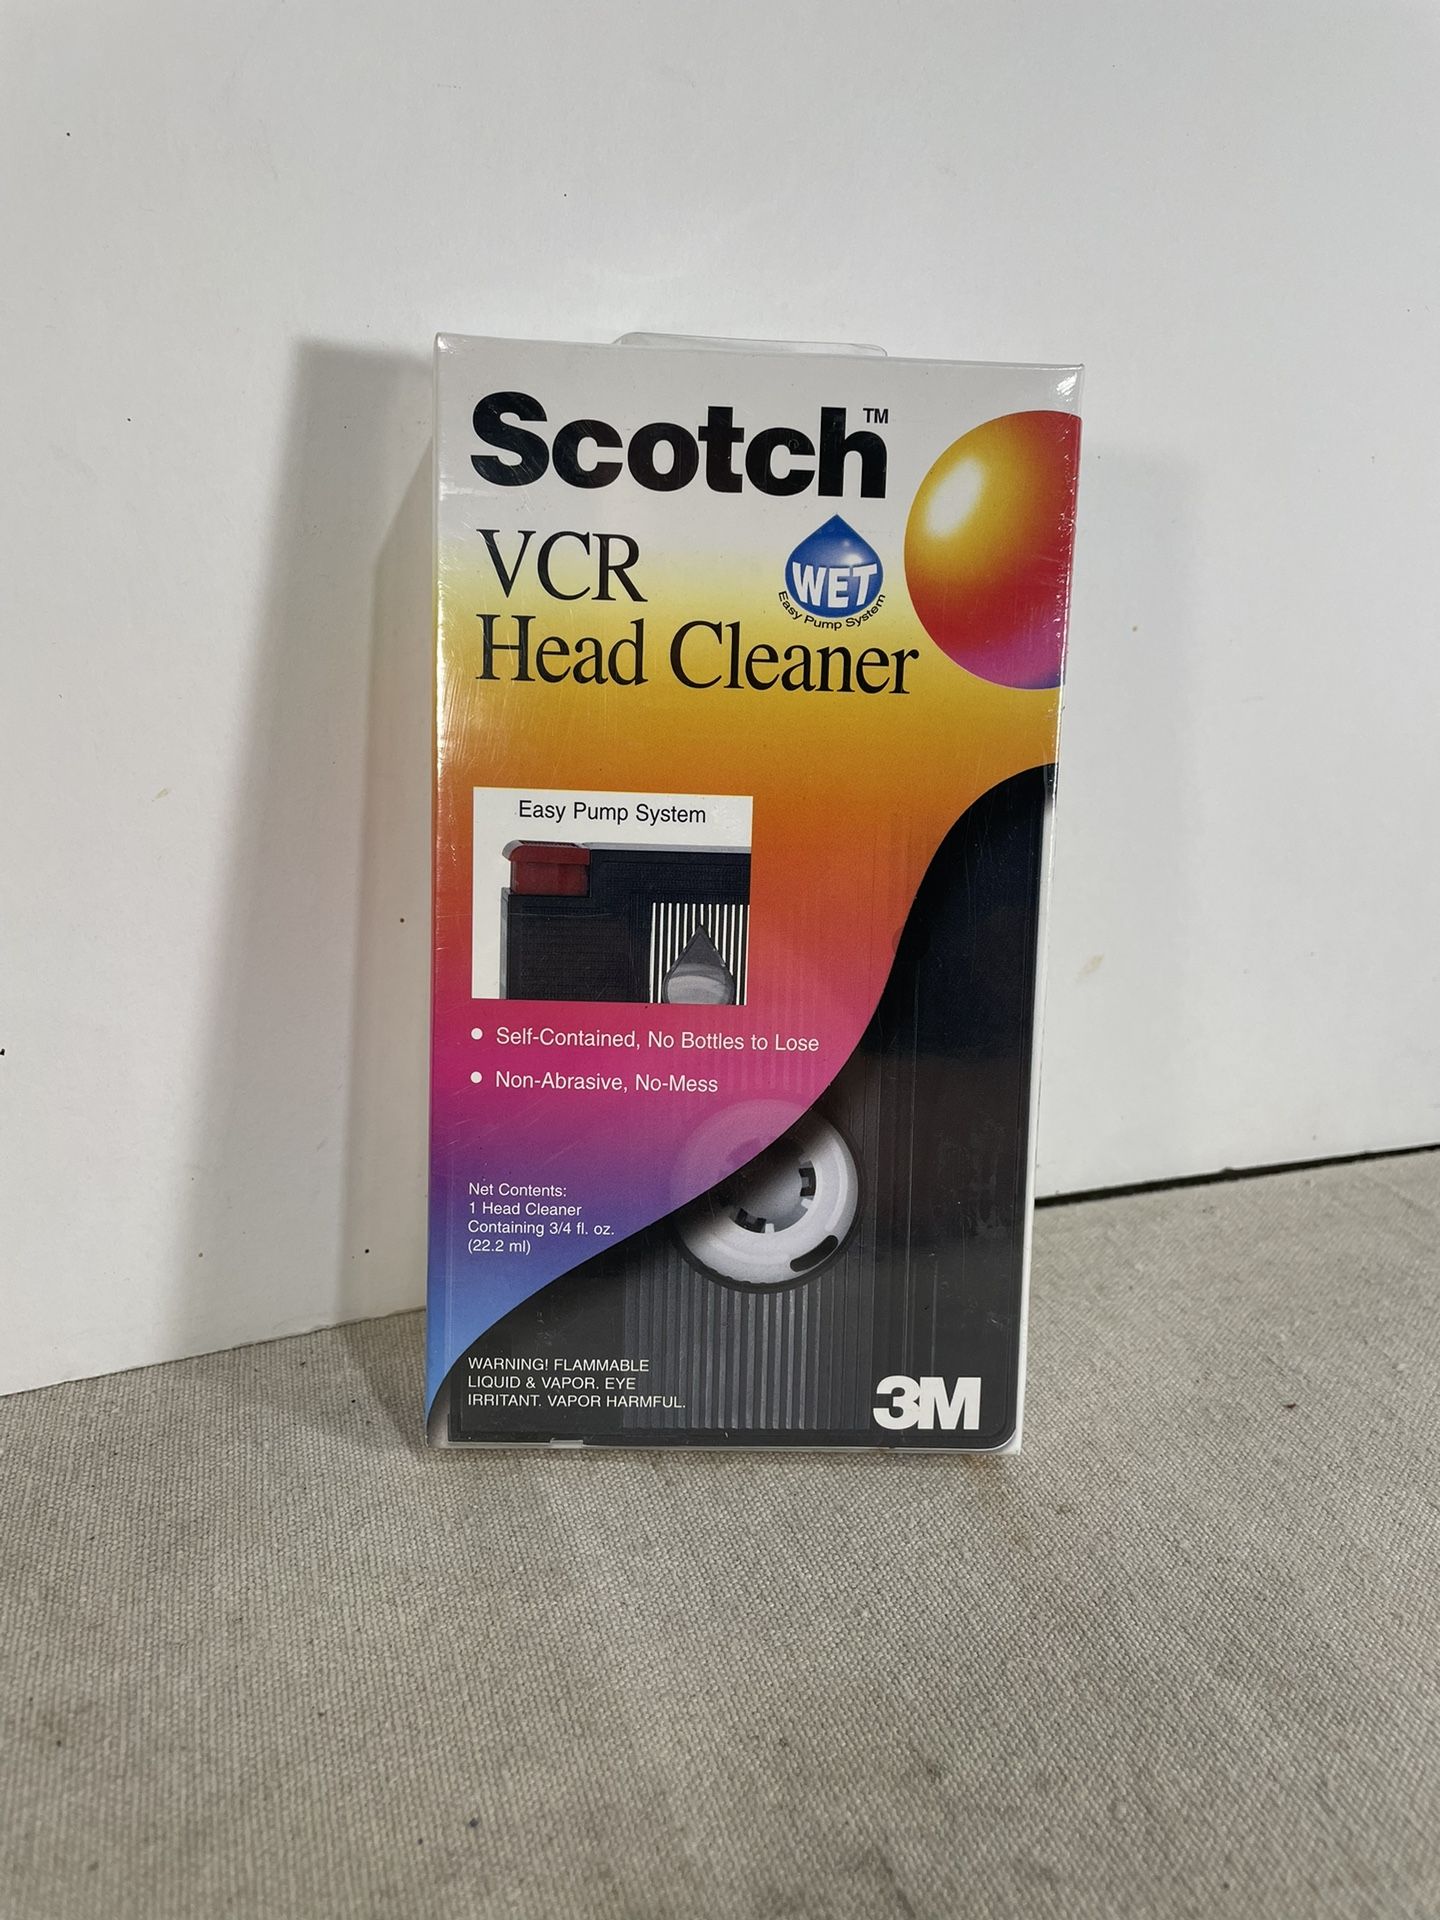 Scotch™
VCR
Head Cleaner
WET
Easy Pump System
Easy Pump System
• Self-Contained, No Bottles to Lose
• Non-Abrasive, No-Mess
Net Contents:
1 Head Cleaner
Containing 3/4 fl. oz.
(22.2 ml)
WARNING! FLAMMABLE
LIQUID & VAPOR. EYE
IRRITANT. VAPOR HARMFUL.
3M